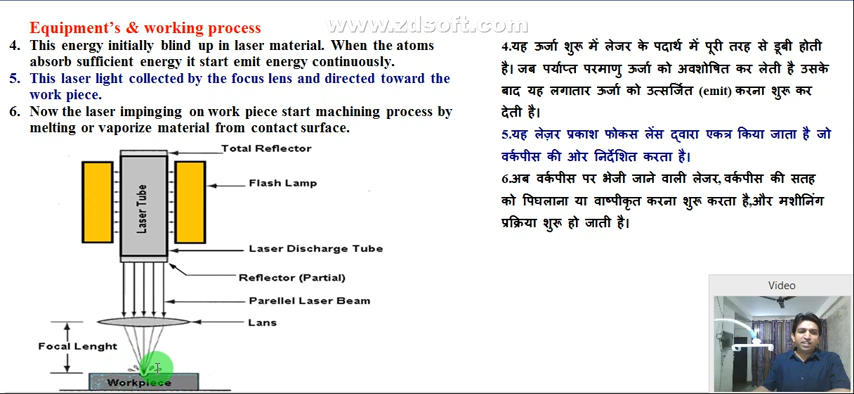 www.zdsoft.com
Equipment’s & working process
4. This energy initially blind up in laser material. When the atoms
absorb sufficient energy it start emit energy continuously.
5. This laser light collected by the focus lens and directed toward the
work piece.
6. Now the laser impinging on work piece start machining process by
melting or vaporize material from contact surface.
4.यह ऊर्जा शुरू में लेजर के पदार्थ में पूरी तरह से डूबी होती
है। जब पर्याप्त परमाणु ऊर्जा को अवशोषित कर लेती है उसके
बाद यह लगातार ऊर्जा को उत्सर्जित (emit) करना शुरू कर
देती है।
5.यह लेज़र प्रकाश फोकस लेंस द्वारा एकत्र किया जाता है जो
वर्कपीस की ओर निर्देशित करता है।
6.अब वर्कपीस पर भेजी जाने वाली लेजर, वर्कपीस की सतह
को पिघलाना या वाष्पीकृत करना शुरू करता है,और मशीनिंग
प्रक्रिया शुरू हो जाती है।
Total Reflector
Flash Lamp
Laser Tube
Laser Discharge Tube
Reflector (Partial)
Parellel Laser Beam
Lans
Focal Lenght
Workpiece
Video